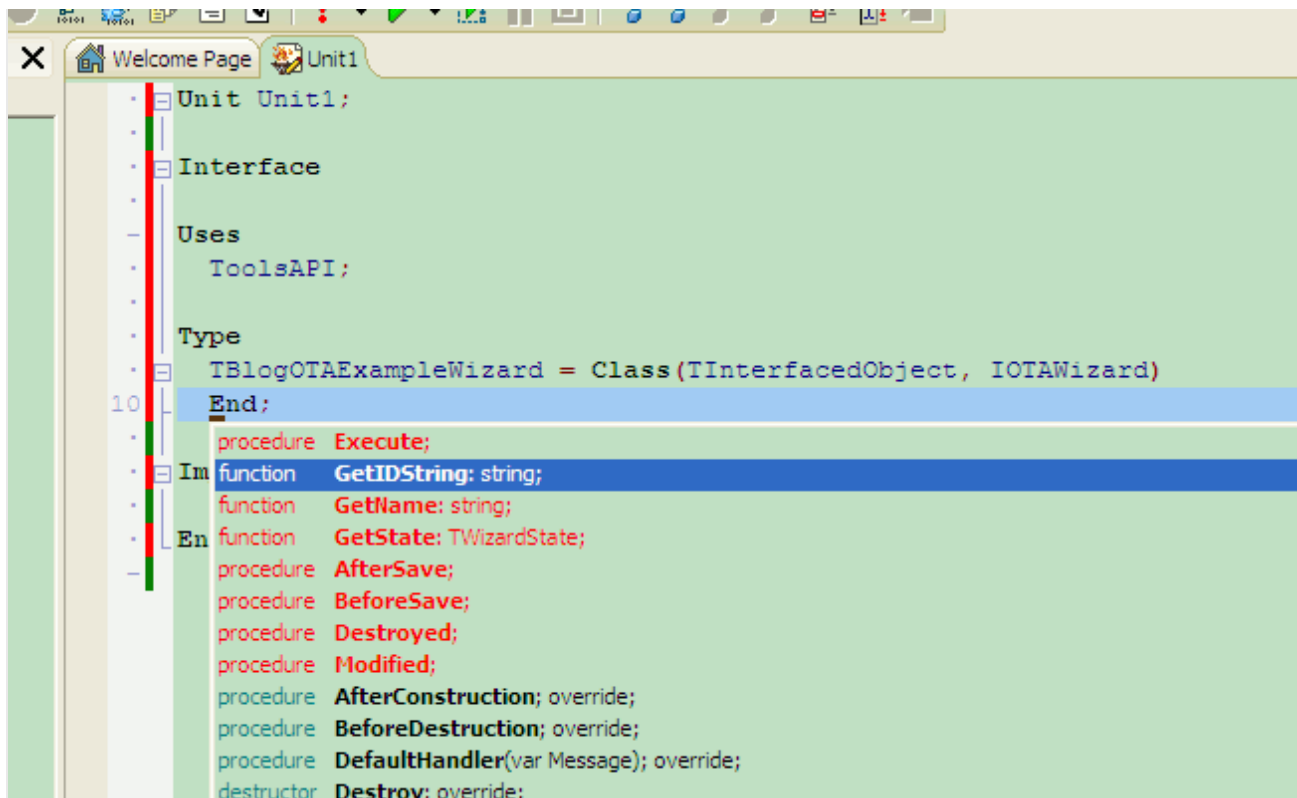 Welcome Page Unit1
Unit Unit1;
Interface
Uses
ToolsAPI;
Type
TBlogOTAExampleWizard = Class(TInterfacedObject, IOTAWizard)
10 End;
procedure Execute;
Im function GetIDString: string;
function GetName: string;
En function GetState: TWizardState;
procedure AfterSave;
procedure BeforeSave;
procedure Destroyed;
procedure Modified;
procedure AfterConstruction; override;
procedure BeforeDestruction; override;
procedure DefaultHandler(var Message); override;
destructor Destroy; override;